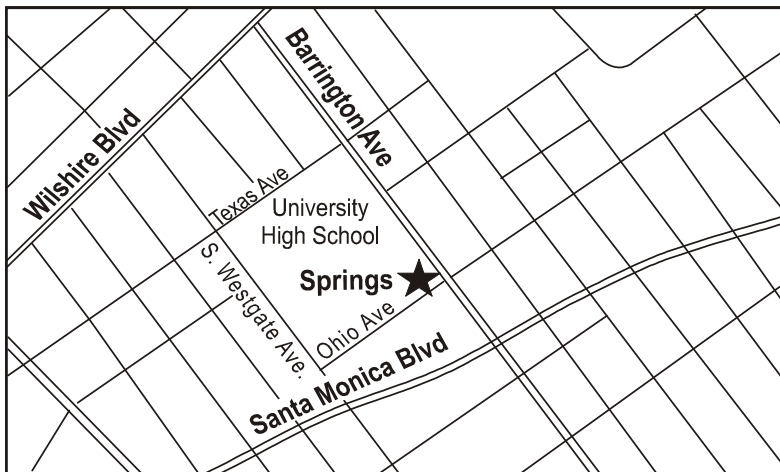 Barrington Ave
Wilshire Blvd
Texas Ave
University
High School
S. Westgate Ave.
Springs
Ohio Ave
Santa Monica Blvd